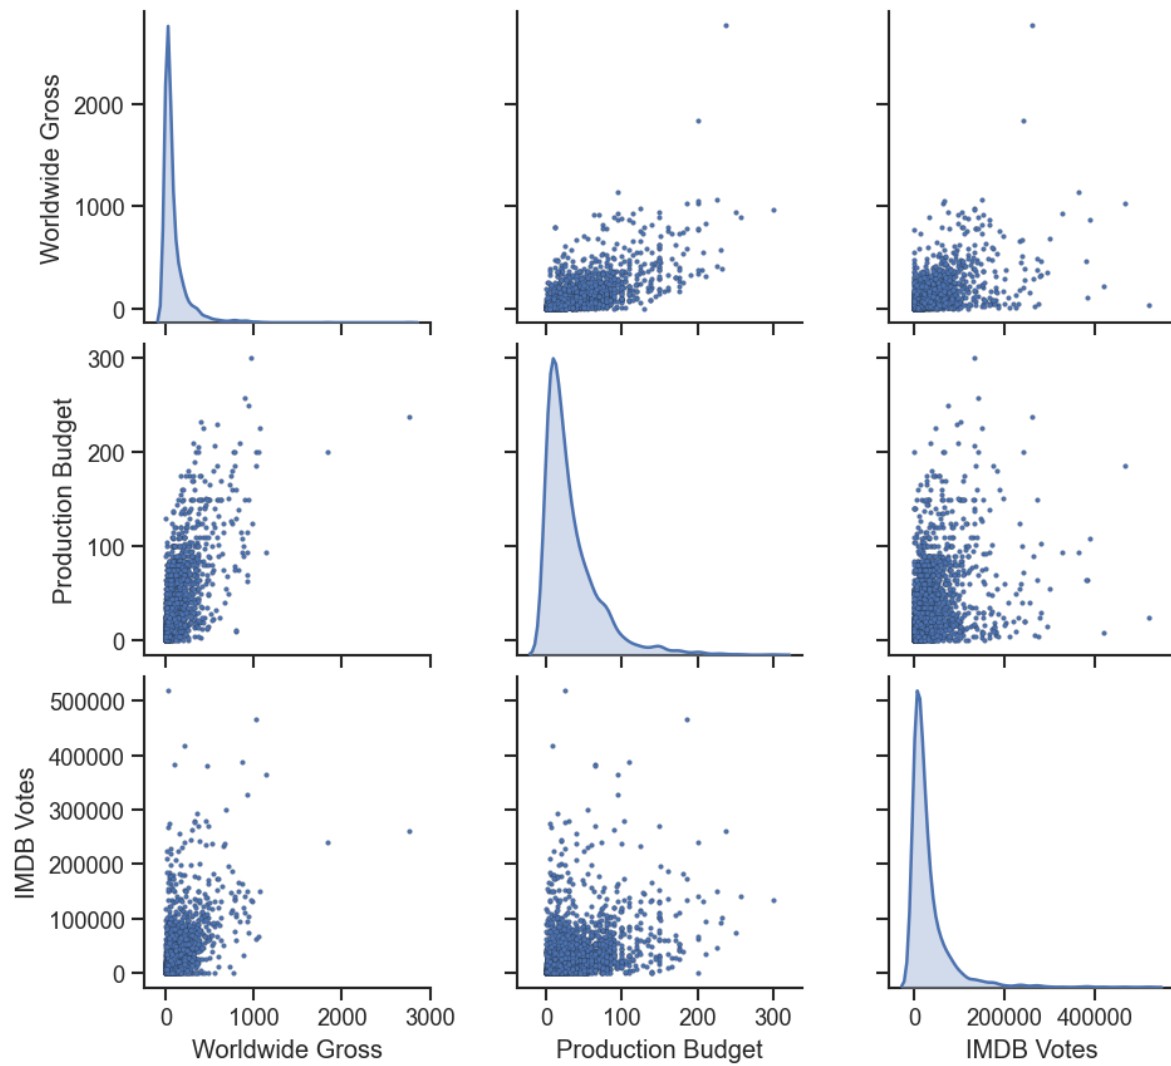 Worldwide Gross
2000
1000
0
Production Budget
300
200
100
0
IMDB Votes
500000
400000
300000
200000
100000
0
0 1000 2000 3000
0 100 200 300
0 200000 400000
Worldwide Gross
Production Budget
IMDB Votes